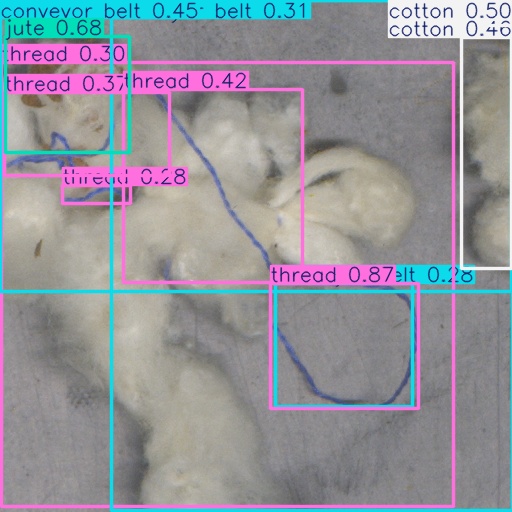 conveyor belt 0.45 belt 0.31
cotton 0.50
jute 0.68
cotton 0.46
thread 0.30
thread 0.37
thread 0.42
thread 0.28
thread 0.87
elt 0.28